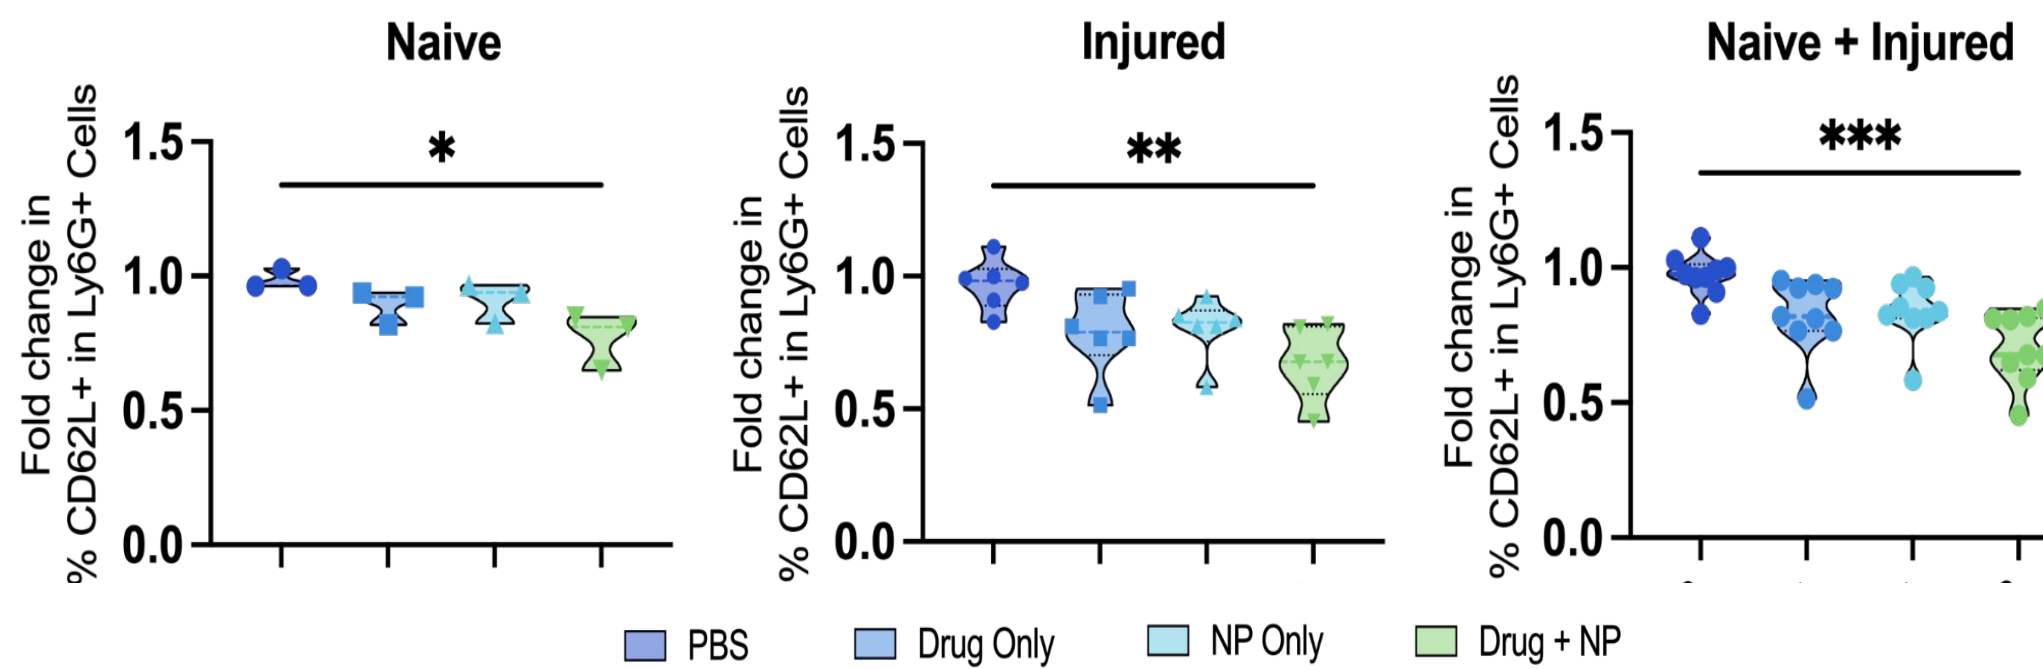 Naive
Injured
Naive + Injured
Fold change in
% CD62L+ in Ly6G+ Cells
1.5
1.0
0.5
0.0
*
Fold change in
% CD62L+ in Ly6G+ Cells
1.5
1.0
0.5
0.0
**
Fold change in
% CD62L+ in Ly6G+ Cells
1.5
1.0
0.5
0.0
***
PBS
Drug Only
NP Only
Drug + NP